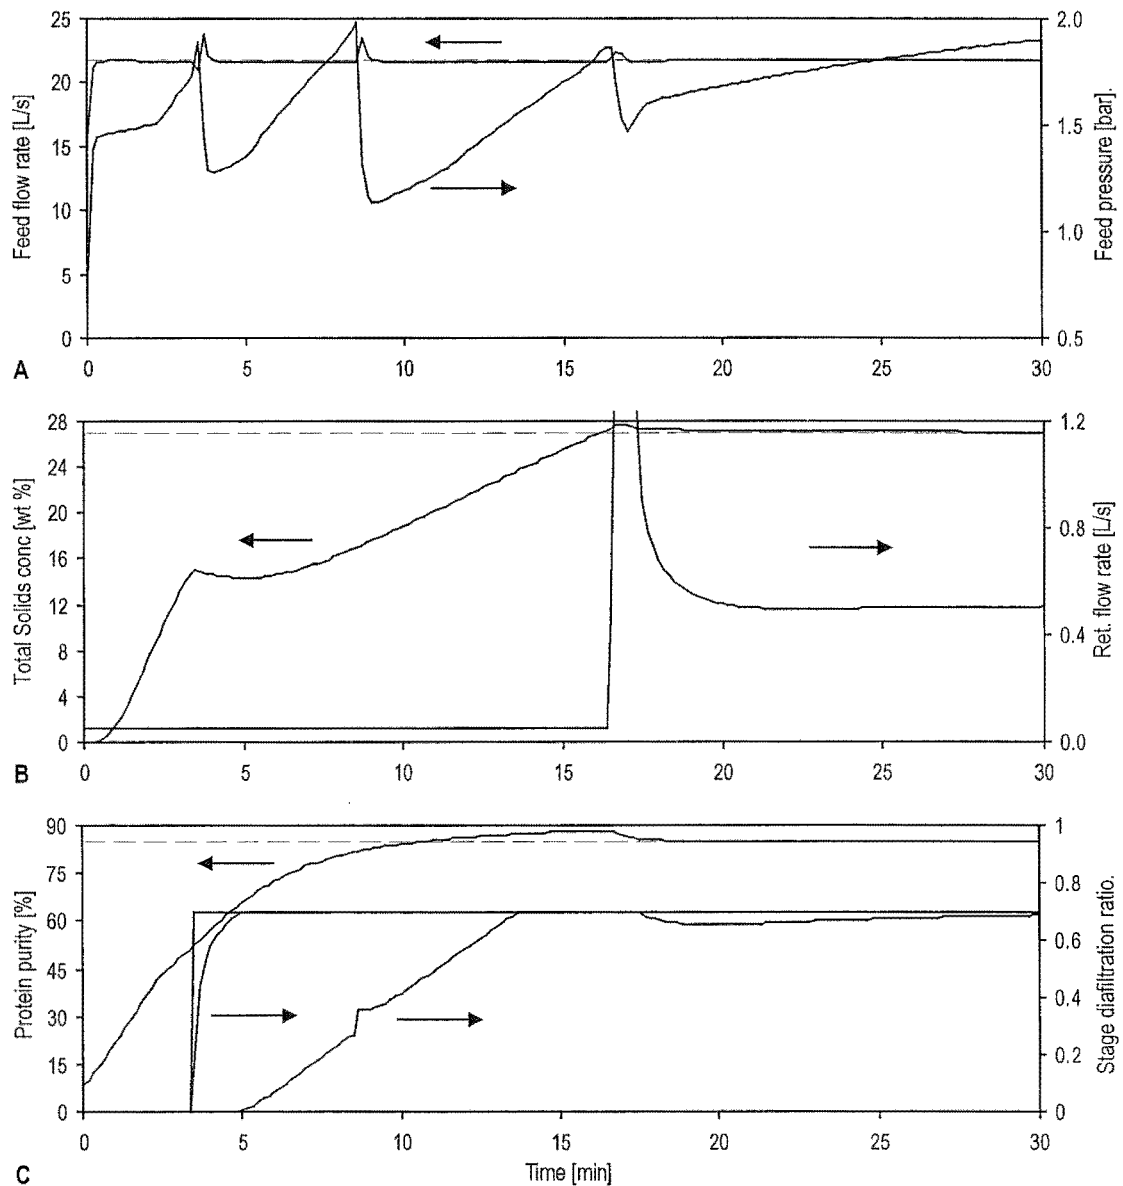 25
20
15
10
5
0
Feed flow rate [L/s]
2.0
1.5
1.0
0.5
Feed pressure [bar].
A
0 5 10 15 20 25 30
28
24
20
16
12
8
4
0
Total Solids conc [wt %]
1.2
0.8
0.4
0.0
Ret. flow rate [L/s]
B
0 5 10 15 20 25 30
90
75
60
45
30
15
0
Protein purity [%]
1
0.8
0.6
0.4
0.2
0
Stage diafiltration ratio.
0 5 10 15 20 25 30
C
Time [min]